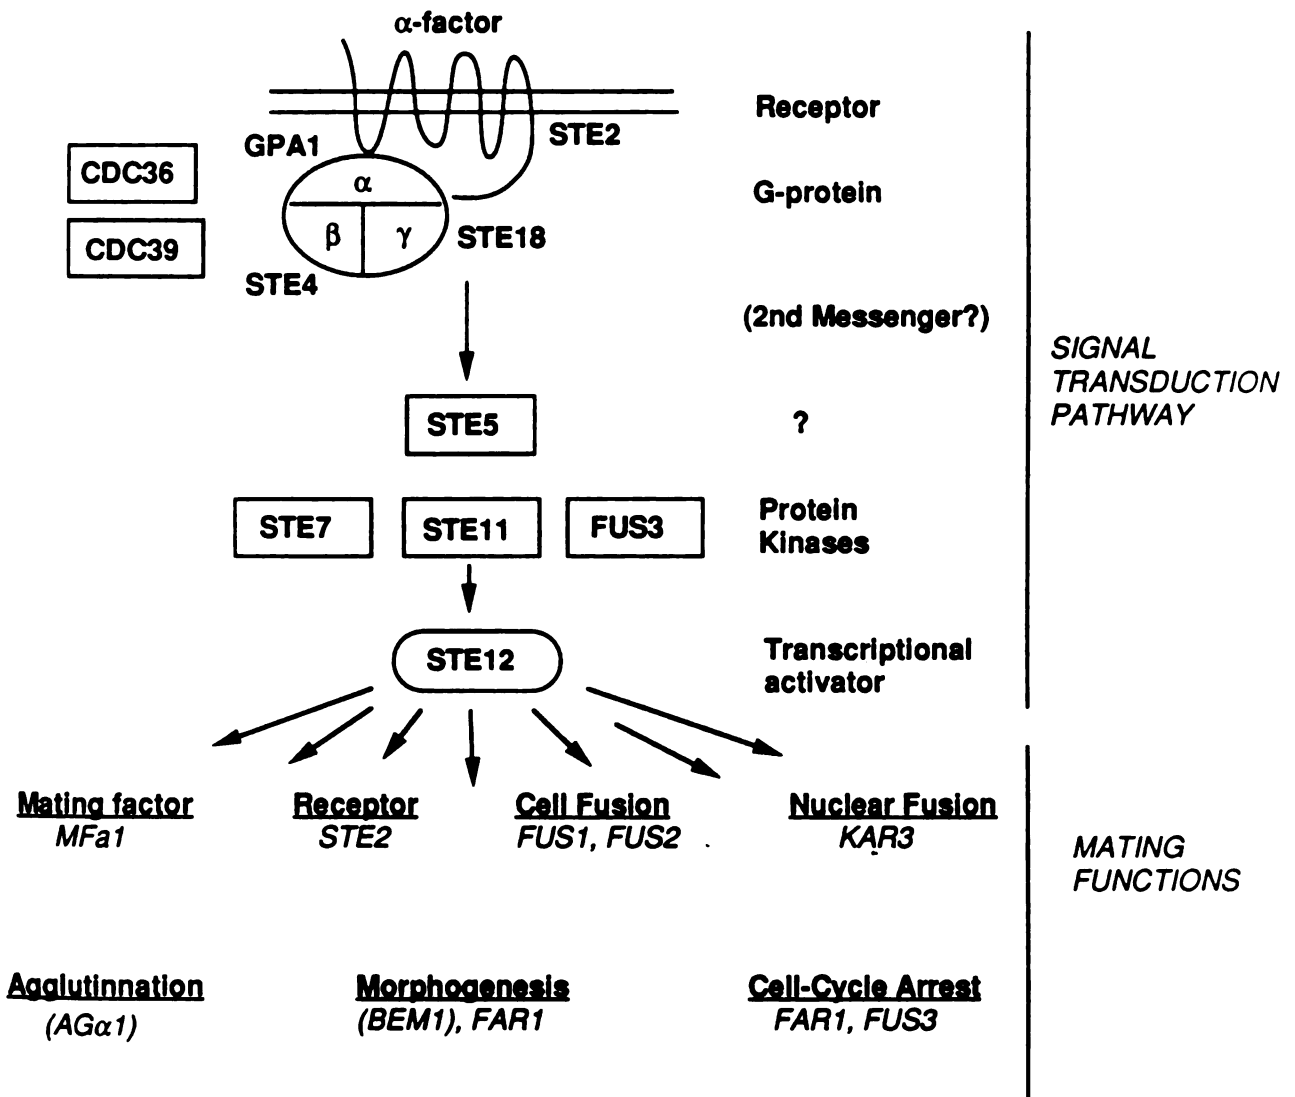 α-factor
Receptor
GPA1
STE2
CDC36
α
G-protein
CDC39
β
γ
STE18
STE4
(2nd Messenger?)
SIGNAL
TRANSDUCTION
PATHWAY
STE5
?
STE7
STE11
FUS3
Protein
Kinases
STE12
Transcriptional
activator
Mating factor
MFa1
Receptor
STE2
Cell Fusion
FUS1, FUS2
Nuclear Fusion
KAR3
MATING
FUNCTIONS
Agglutinnation
(AGα1)
Morphogenesis
(BEM1), FAR1
Cell-Cycle Arrest
FAR1, FUS3